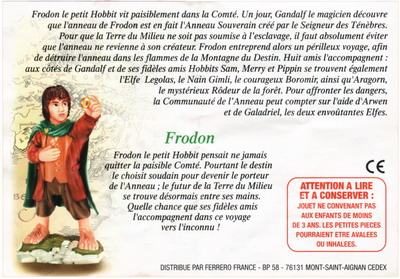 Frodon le petit Hobbit vit paisiblement dans la Comté. Un jour, Gandalf le magicien découvre
que l'anneau de Frodon est en fait l'Anneau Souverain créé par le Seigneur des Ténèbres.
Pour que la Terre du Milieu ne soit pas soumise à l'esclavage, il faut absolument éviter
que l'anneau ne revienne à son créateur. Frodon entreprend alors un périlleux voyage, afin
de détruire l'anneau dans les flammes de la Montagne du Destin. Huit amis l'accompagnent :
aux côtés de Gandalf et de ses fidèles amis Hobbits Sam, Merry et Pippin se trouvent également
l'Elfe Legolas, le Nain Gimli, le courageux Boromir, ainsi qu'Aragorn,
le mystérieux Rôdeur de la forêt. Pour affronter les dangers,
la Communauté de l'Anneau peut compter sur l'aide d'Arwen
et de Galadriel, les deux envoûtantes Elfes.
Frodon
Frodon le petit Hobbit pensait ne jamais
quitter la paisible Comté. Pourtant le destin
le choisit soudain pour devenir le porteur
de l'Anneau ; le futur de la Terre du Milieu
se trouve désormais entre ses mains.
Quelle chance que ses fidèles amis
l'accompagnent dans ce voyage
vers l'inconnu !
CE
ATTENTION A LIRE
ET A CONSERVER :
JOUET NE CONVENANT PAS
AUX ENFANTS DE MOINS
DE 3 ANS. LES PETITES PIECES
POURRAIENT ETRE AVALEES
OU INHALEES.
DISTRIBUE PAR FERRERO FRANCE - BP 58 - 76131 MONT-SAINT-AIGNAN CEDEX